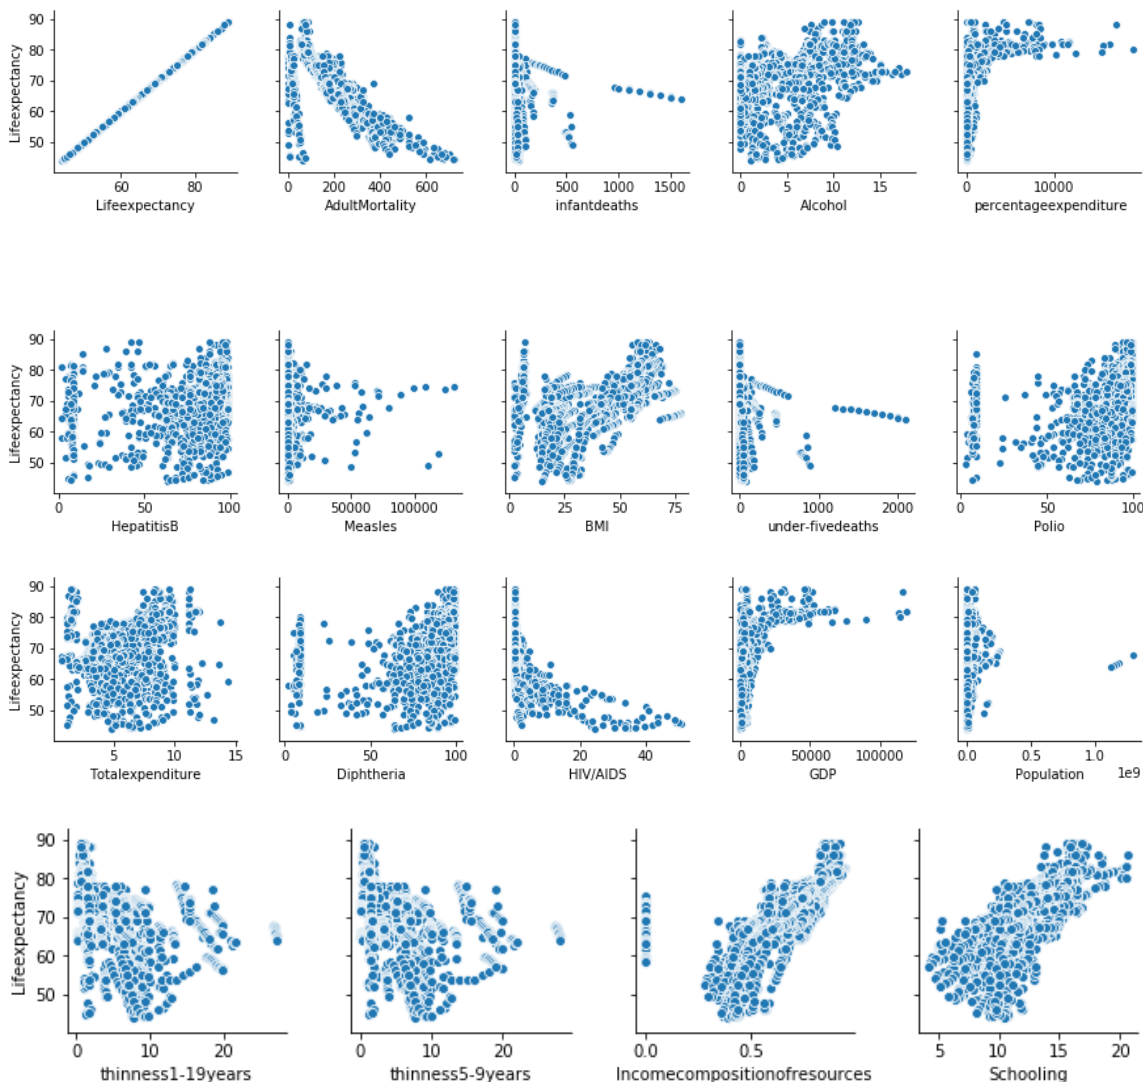 90
80
70
60
50
Lifeexpectancy
60 80
0 200 400 600
0 500 1000 1500
0 5 10 15
0 10000
Lifeexpectancy
AdultMortality
infantdeaths
Alcohol
percentageexpenditure
90
80
70
60
50
Lifeexpectancy
0 50 100
0 50000 100000
0 25 50 75
0 1000 2000
0 50 100
HepatitisB
Measles
BMI
under-fivedeaths
Polio
90
80
70
60
50
Lifeexpectancy
5 10 15
0 50 100
0 20 40
0 50000 100000
0.0 0.5 1.0
1e9
Totalexpenditure
Diphtheria
HIV/AIDS
GDP
Population
90
80
70
60
50
Lifeexpectancy
0 10 20
0 10 20
0.0 0.5
5 10 15 20
thinness1-19years
thinness5-9years
Incomecompositionofresources
Schooling